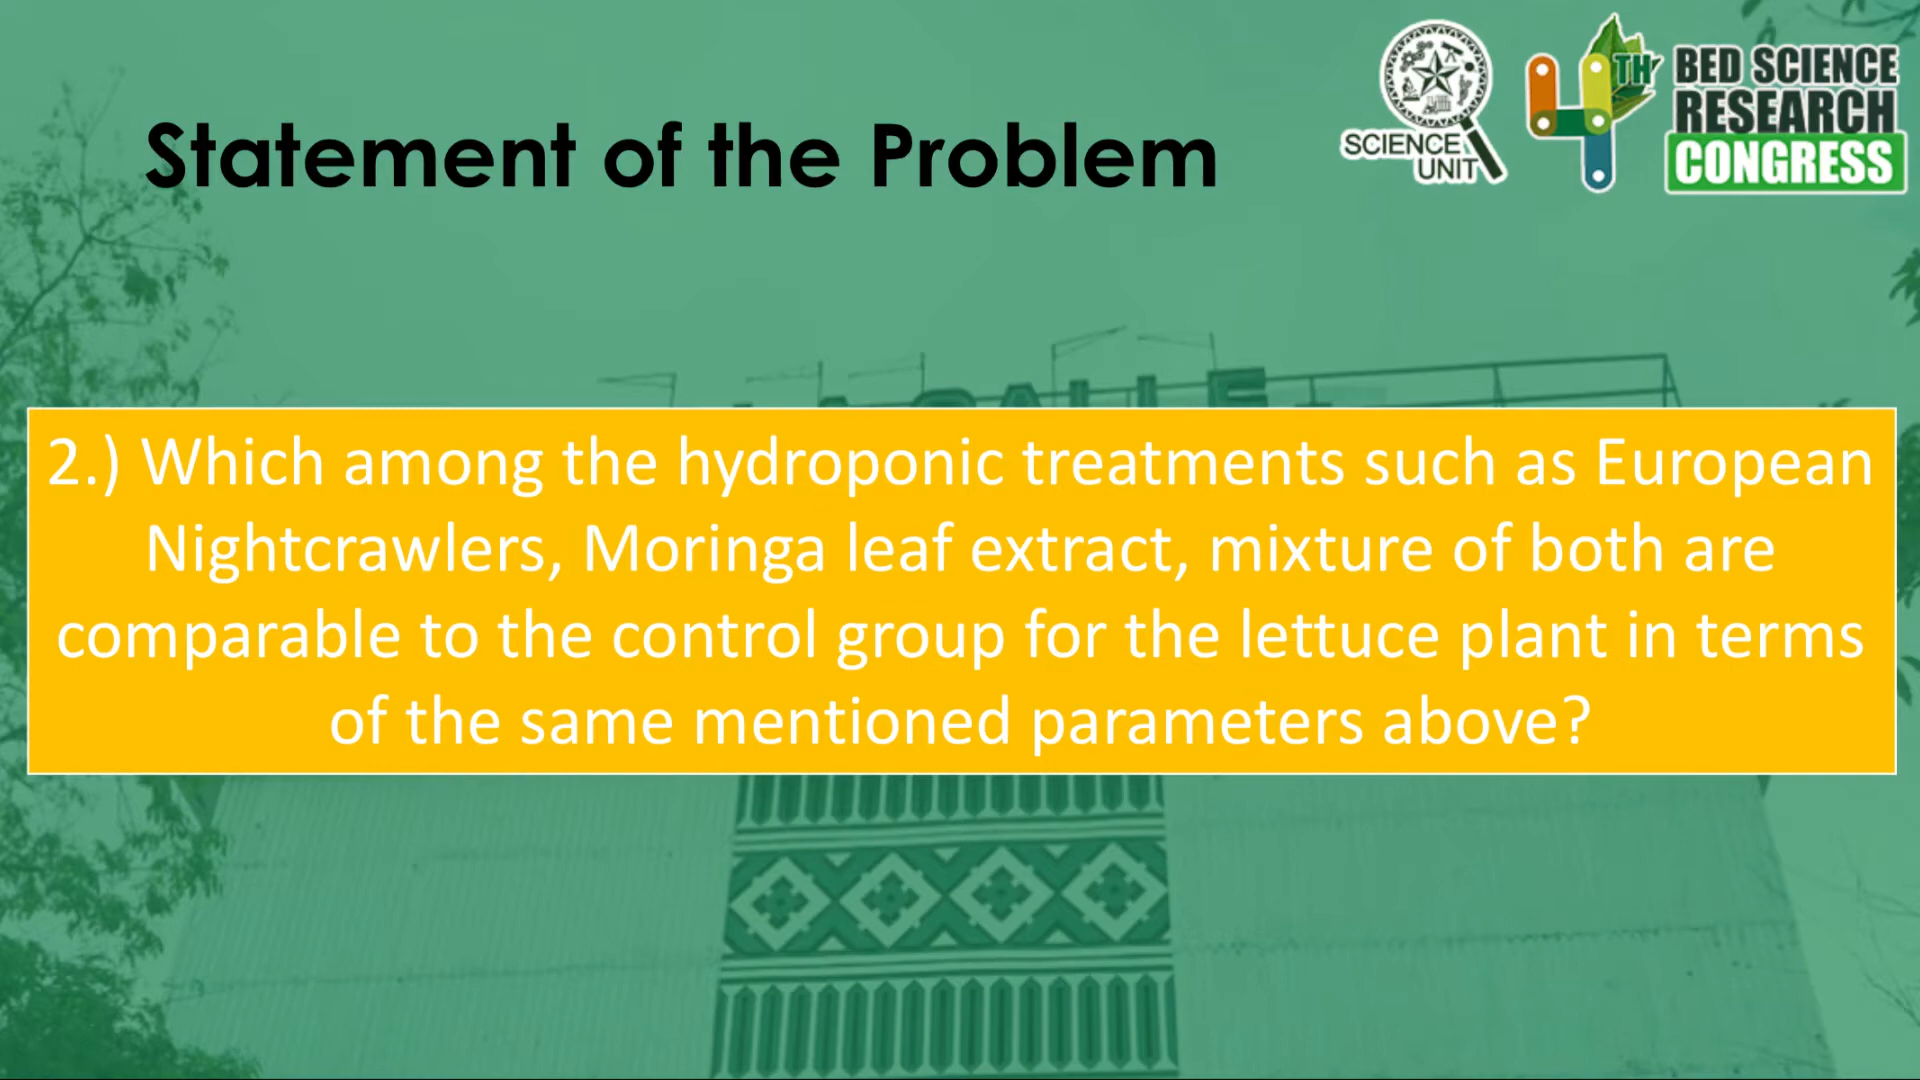 Statement of the Problem
SCIENCE
UNIT
4TH
BED SCIENCE
RESEARCH
CONGRESS
2.) Which among the hydroponic treatments such as European
Nightcrawlers, Moringa leaf extract, mixture of both are
comparable to the control group for the lettuce plant in terms
of the same mentioned parameters above?